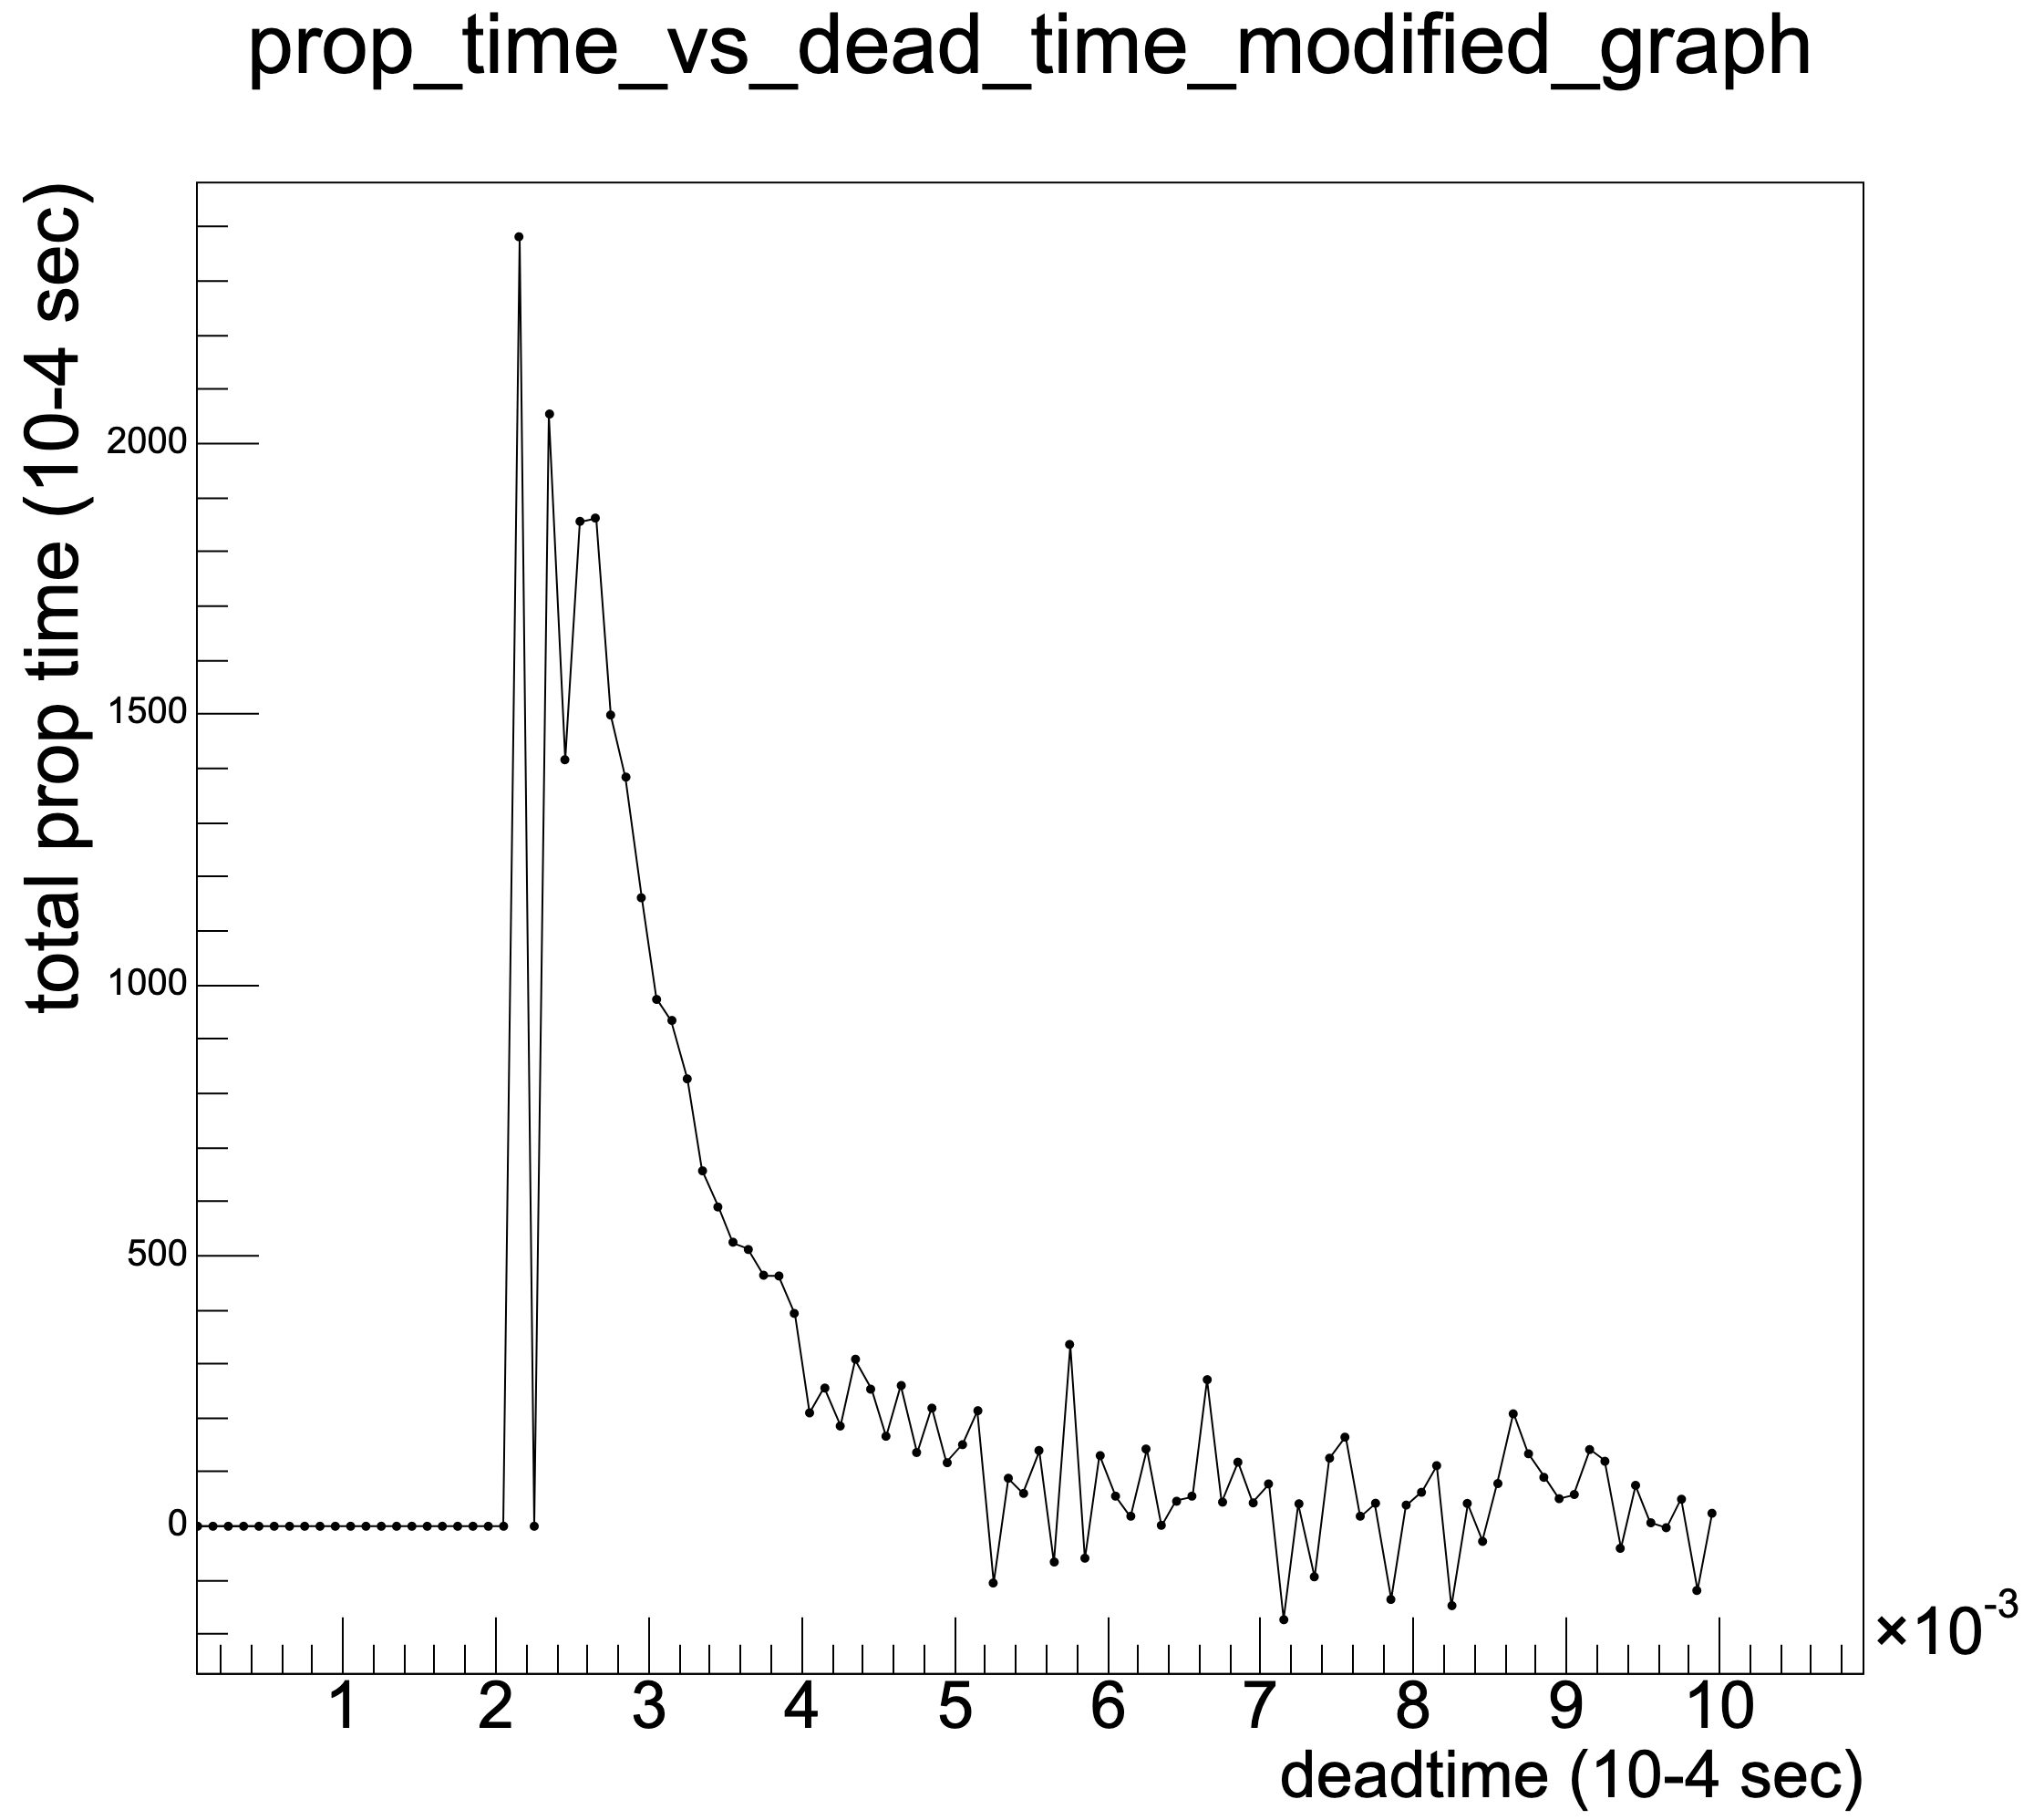 prop_time_vs_dead_time_modified_graph
total prop time (10-4 sec)
2000
1500
1000
500
0
1 2 3 4 5 6 7 8 9 10
×10-3
deadtime (10-4 sec)